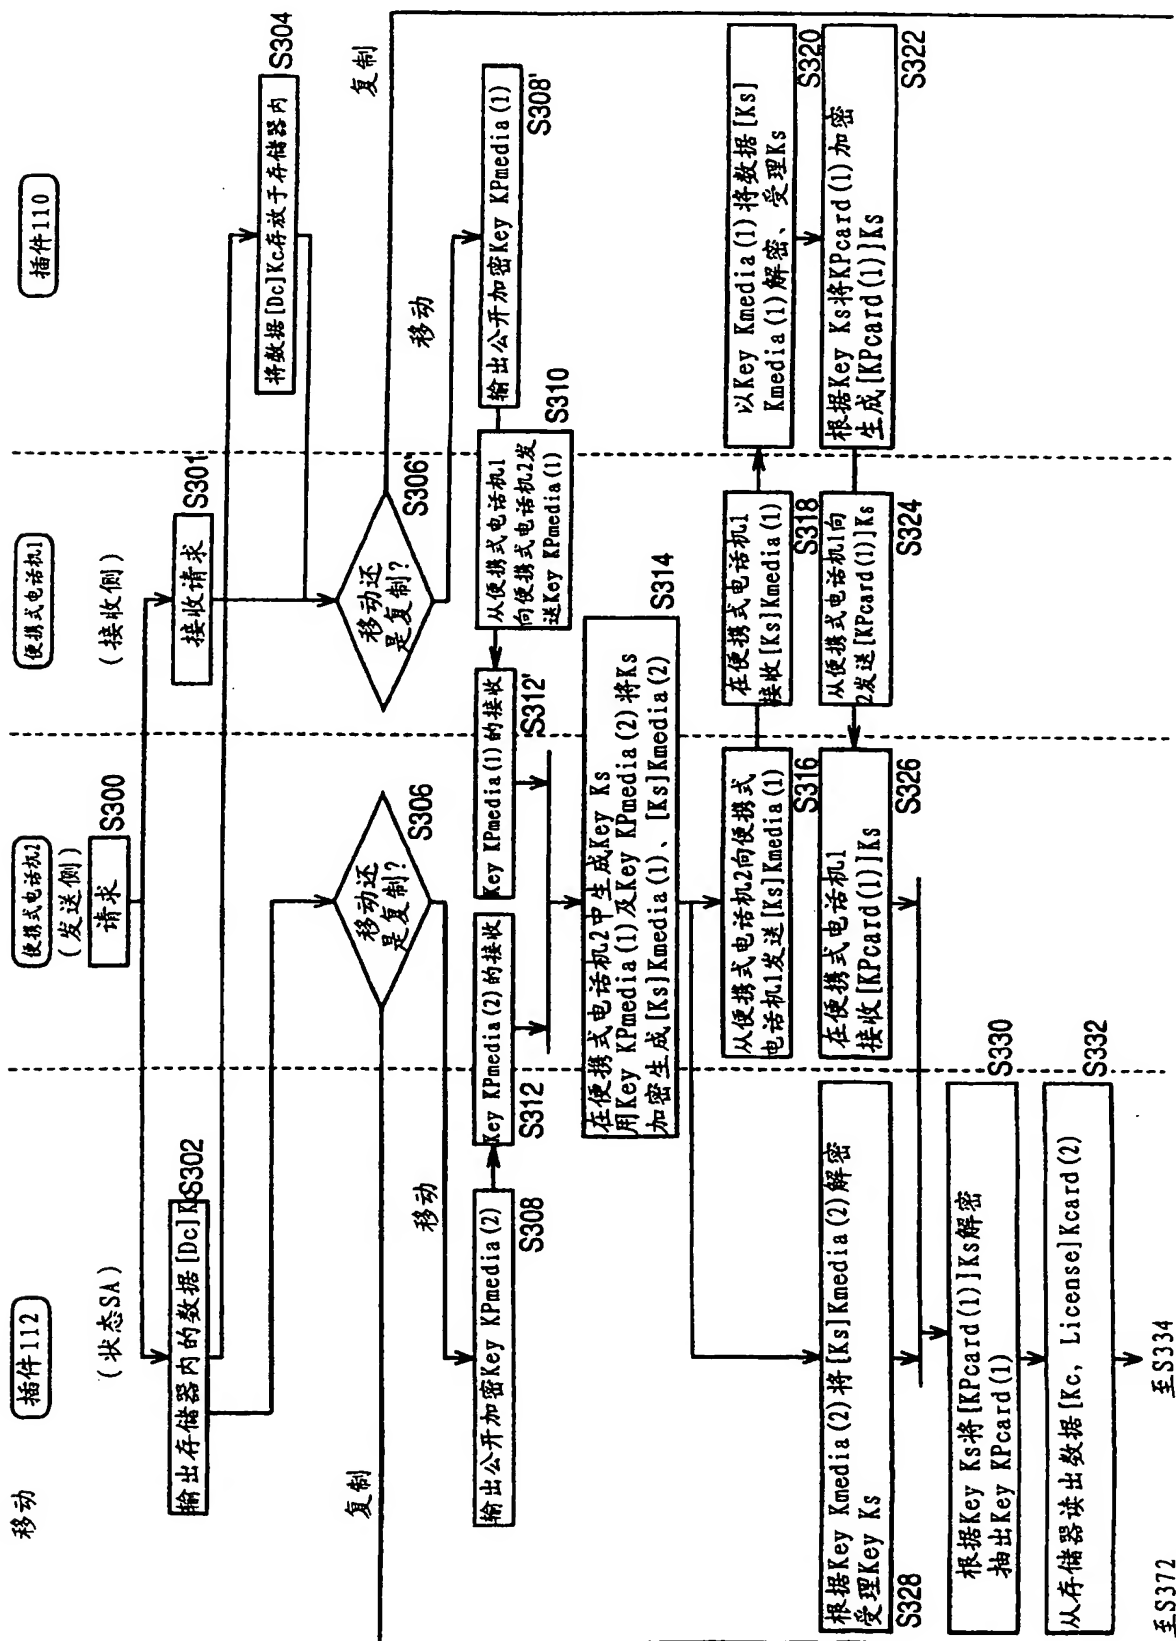 移动
插件112
便携式电话机2
便携式电话机1
插件110
(状态SA)
(发送侧)
(接收侧)
请求
S300
接收请求
S301
输出存储器内的数据[Dc]Kc
S302
将数据[Dc]Kc存放于存储器内
S304
移动还
是复制?
S306
移动还
是复制?
S306'
复制
复制
移动
移动
输出公开加密Key KPmedia(2)
S308
输出公开加密Key KPmedia(1)
S308'
从便携式电话机1
向便携式电话机2发
送Key KPmedia(1)
S310
Key KPmedia(2)的接收
S312
Key KPmedia(1)的接收
S312'
在便携式电话机2中生成Key Ks
用Key KPmedia(1)及Key KPmedia(2)将Ks
加密生成[Ks]Kmedia(1)、[Ks]Kmedia(2)
S314
从便携式电话机2向便携式
电话机1发送[Ks]Kmedia(1)
S316
在便携式电话机1
接收[Ks]Kmedia(1)
S318
以Key Kmedia(1)将数据[Ks]
Kmedia(1)解密、受理Ks
S320
根据Key Ks将KPcard(1)加密
生成[KPcard(1)]Ks
S322
从便携式电话机1向
2发送[KPcard(1)]Ks
S324
在便携式电话机1
接收[KPcard(1)]Ks
S326
根据Key Kmedia(2)将[Ks]Kmedia(2)解密
受理Key Ks
S328
根据Key Ks将[KPcard(1)]Ks解密
抽出Key KPcard(1)
S330
从存储器读出数据[Kc, License]Kcard(2)
S332
至S372
至S334